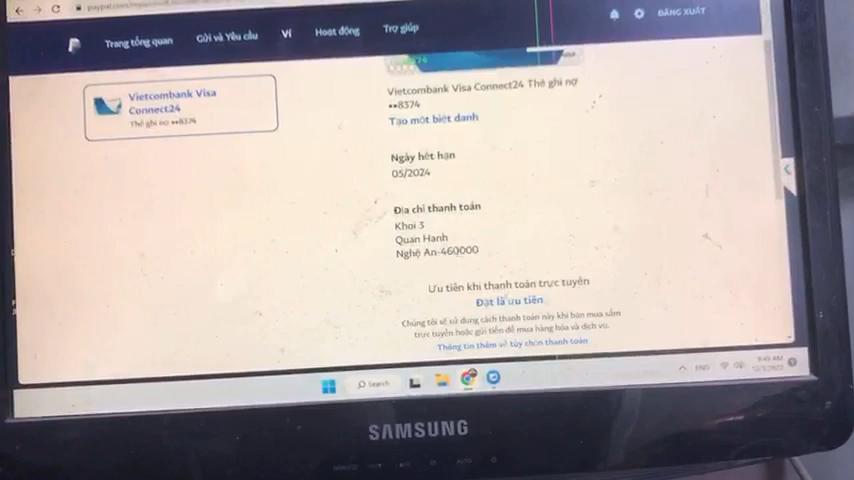 Trang tổng quan
Gửi và Yêu cầu
Ví
Hoạt động
Trợ giúp
ĐĂNG XUẤT
Vietcombank Visa
Connect24
Thẻ ghi nợ ••8374
Vietcombank Visa Connect24 Thẻ ghi nợ
••8374
Tạo một biệt danh
Ngày hết hạn
05/2024
Địa chỉ thanh toán
Khoi 3
Quan Hanh
Nghệ An-460000
Ưu tiên khi thanh toán trực tuyến
Đặt là ưu tiên
Chúng tôi sẽ sử dụng cách thanh toán này khi bạn mua sắm
trực tuyến hoặc gửi tiền để mua hàng hóa và dịch vụ.
Thông tin thêm về tùy chọn thanh toán
Search
ENG
9:49 AM
SAMSUNG